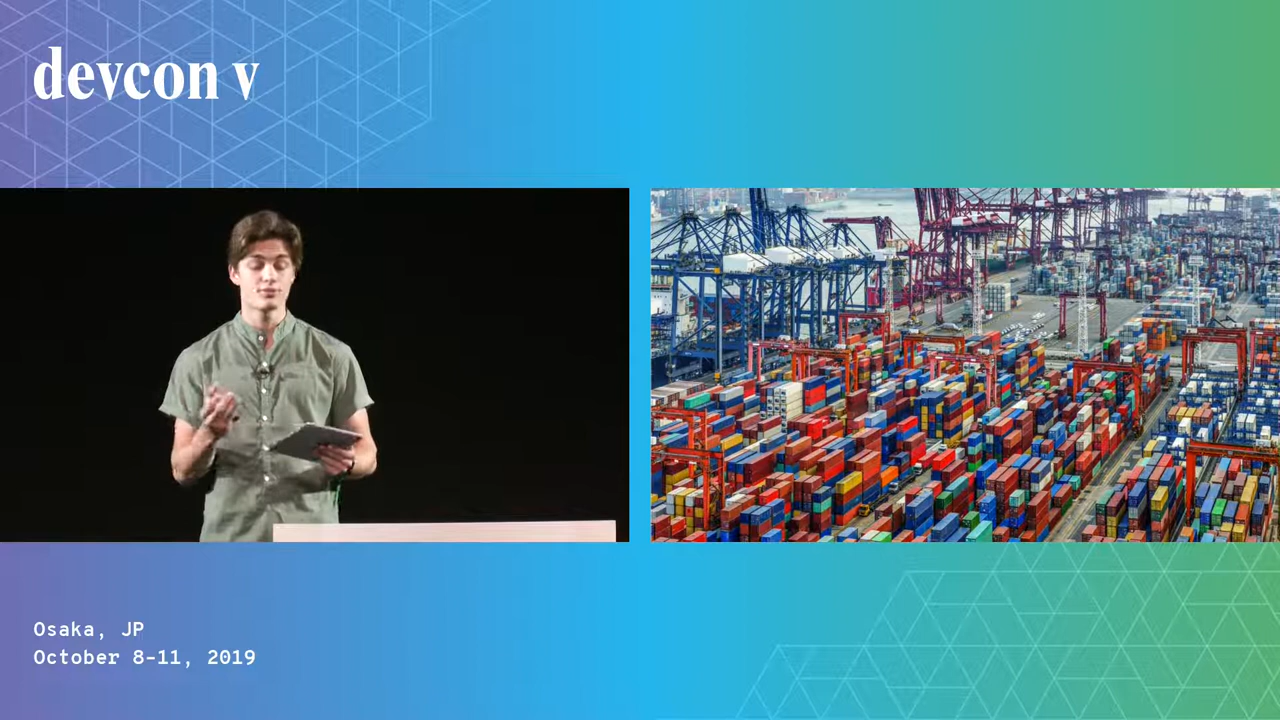 devcon v
Osaka, JP
October 8-11, 2019